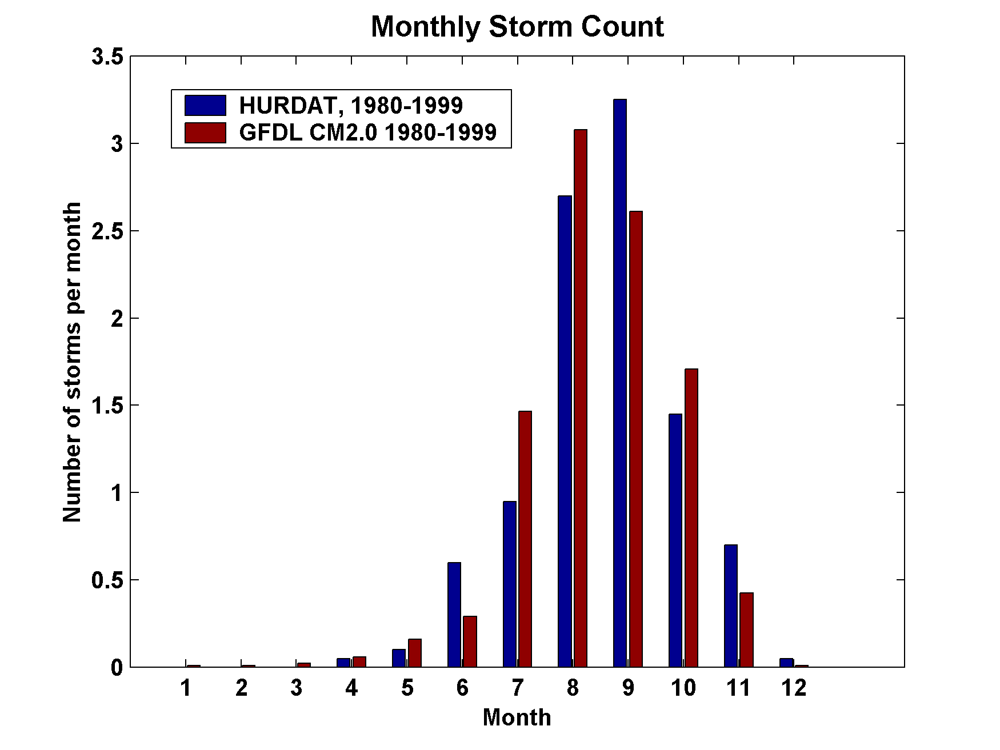 Monthly Storm Count
3.5
3
2.5
2
1.5
1
0.5
0
HURDAT, 1980-1999
GFDL CM2.0 1980-1999
Number of storms per month
1 2 3 4 5 6 7 8 9 10 11 12
Month